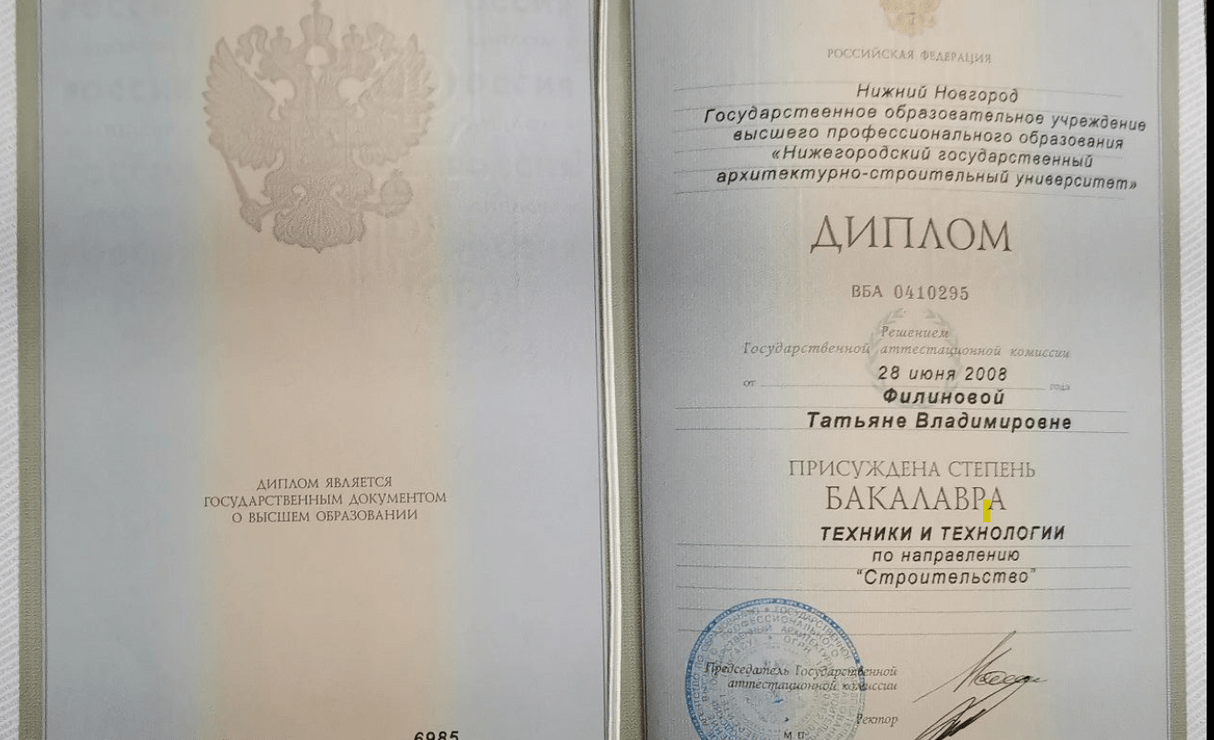 ДИПЛОМ ЯВЛЯЕТСЯ
ГОСУДАРСТВЕННЫМ ДОКУМЕНТОМ
О ВЫСШЕМ ОБРАЗОВАНИИ
6985
РОССИЙСКАЯ ФЕДЕРАЦИЯ
Нижний Новгород
Государственное образовательное учреждение
высшего профессионального образования
«Нижегородский государственный
архитектурно-строительный университет»
ДИПЛОМ
ВБА 0410295
Решением
Государственной аттестационной комиссии
от 28 июня 2008 года
Филиновой
Татьяне Владимировне
ПРИСУЖДЕНА СТЕПЕНЬ
БАКАЛАВРА
ТЕХНИКИ И ТЕХНОЛОГИИ
по направлению
"Строительство"
Председатель Государственной
аттестационной комиссии
Ректор
М.П.